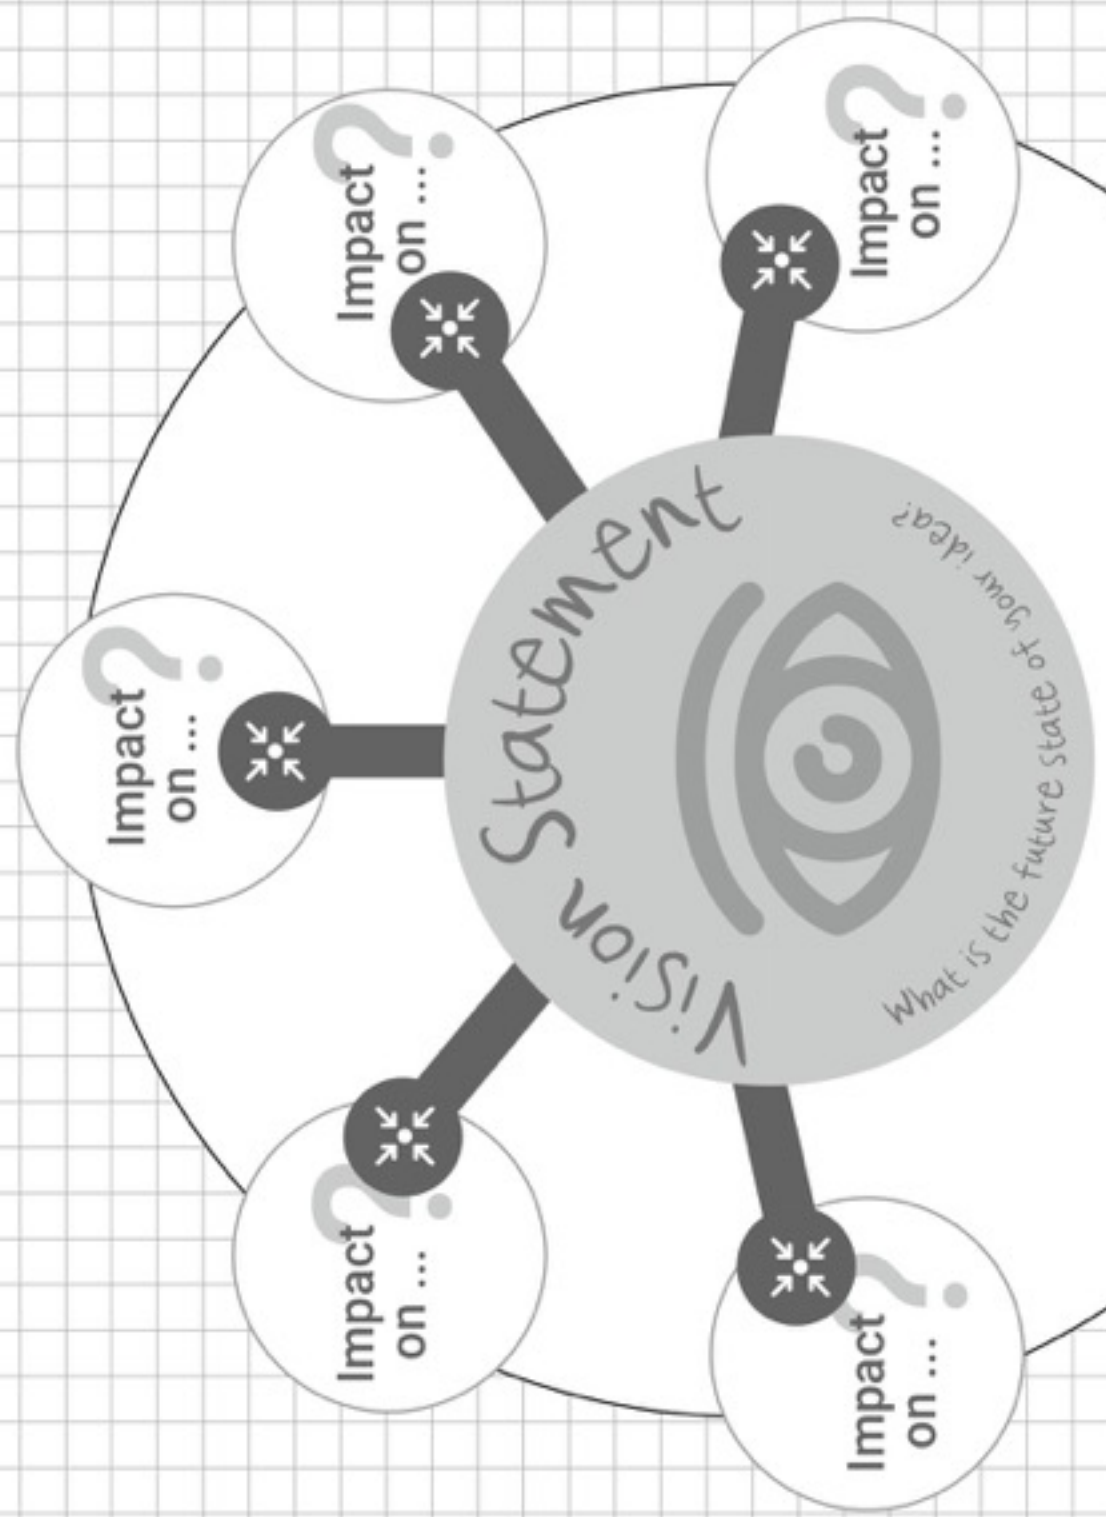 Impact
on ...
?
Impact
on ...
?
Impact
on ...
?
Impact
on ...
?
Impact
on ...
?
Vision Statement
What is the future state of your idea?